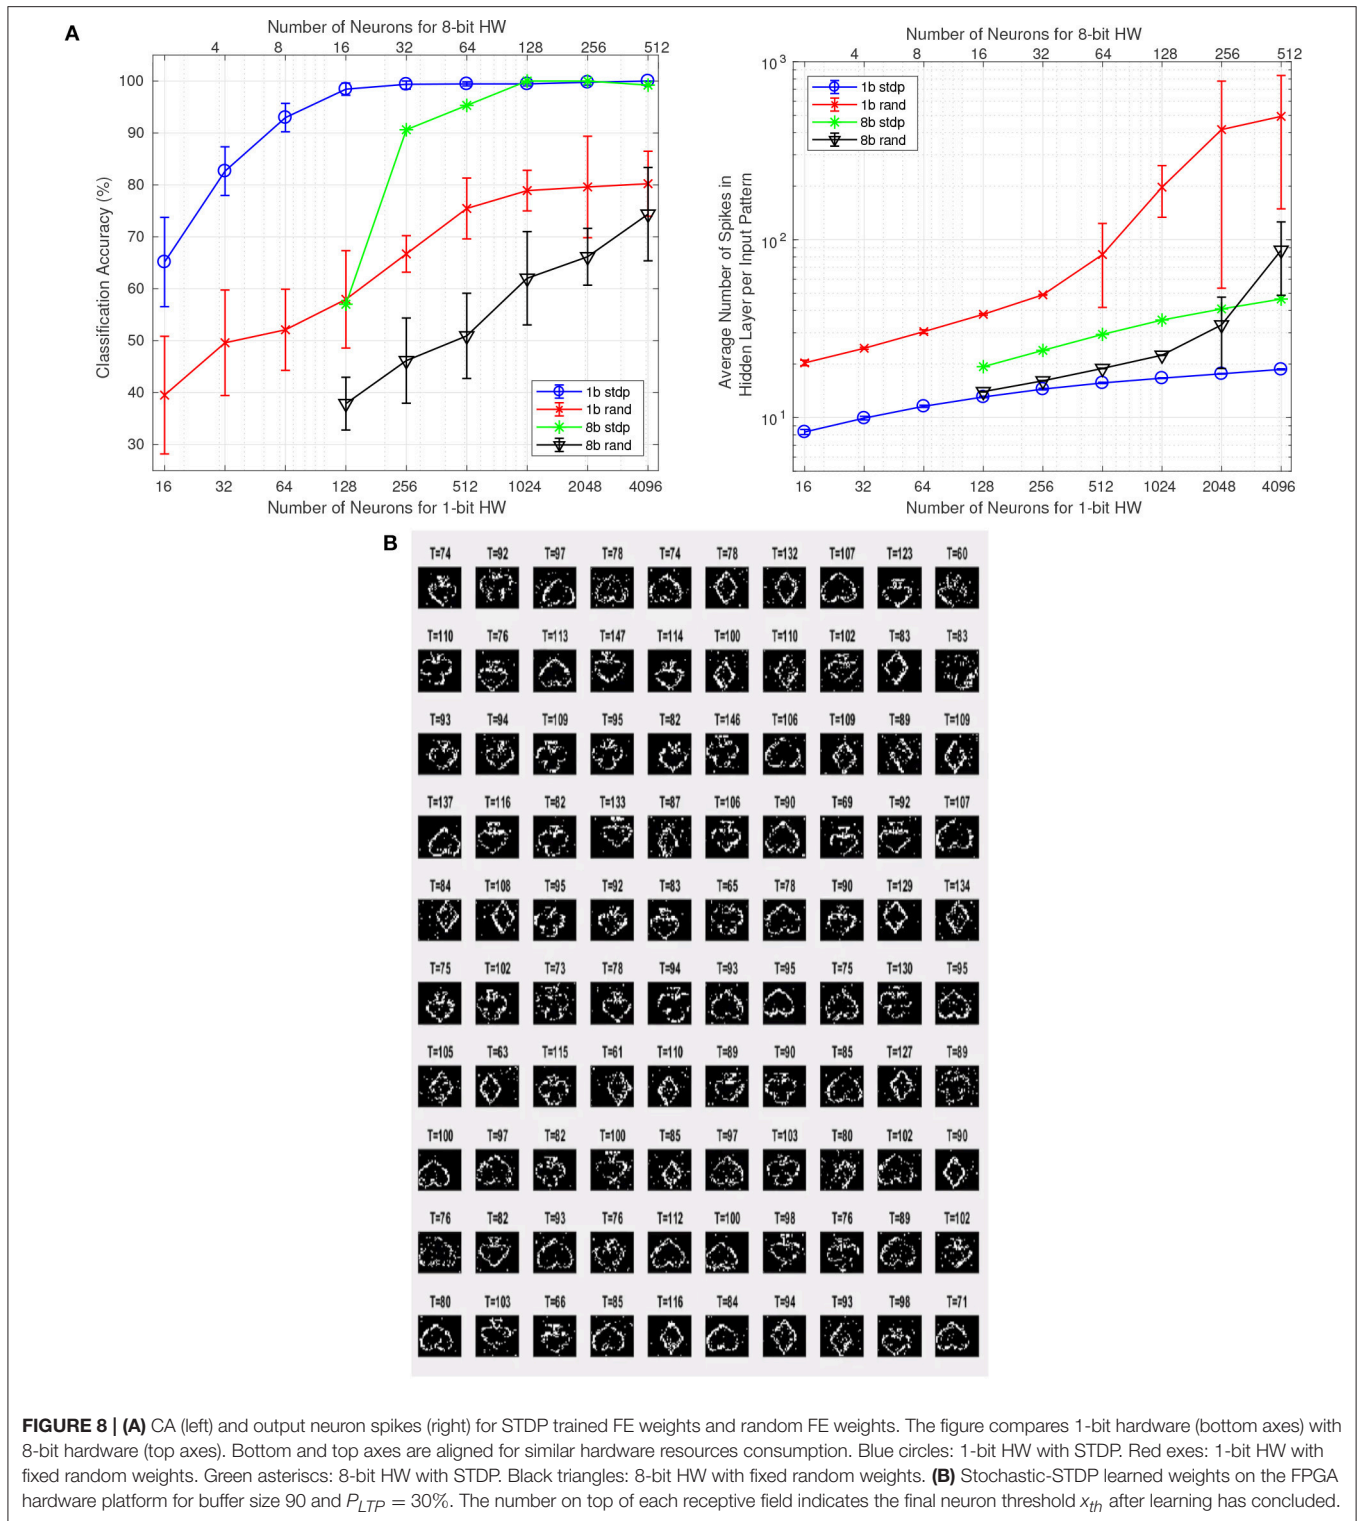 A
Number of Neurons for 8-bit HW
4 8 16 32 64 128 256 512
100
90
80
70
60
50
40
30
Classification Accuracy (%)
1b stdp
1b rand
8b stdp
8b rand
16 32 64 128 256 512 1024 2048 4096
Number of Neurons for 1-bit HW
Number of Neurons for 8-bit HW
4 8 16 32 64 128 256 512
10^3
10^2
10^1
Average Number of Spikes in
Hidden Layer per Input Pattern
1b stdp
1b rand
8b stdp
8b rand
16 32 64 128 256 512 1024 2048 4096
Number of Neurons for 1-bit HW
B
T=74 T=92 T=97 T=78 T=74 T=78 T=132 T=107 T=123 T=60
T=110 T=76 T=113 T=147 T=114 T=100 T=110 T=102 T=83 T=83
T=93 T=94 T=109 T=95 T=82 T=146 T=106 T=109 T=89 T=109
T=137 T=116 T=82 T=133 T=87 T=106 T=90 T=69 T=92 T=107
T=84 T=108 T=95 T=92 T=83 T=65 T=78 T=90 T=129 T=134
T=75 T=102 T=73 T=78 T=94 T=93 T=95 T=75 T=130 T=95
T=105 T=63 T=115 T=61 T=110 T=89 T=90 T=85 T=127 T=89
T=100 T=97 T=82 T=100 T=85 T=97 T=103 T=80 T=102 T=90
T=76 T=82 T=93 T=76 T=112 T=100 T=98 T=76 T=89 T=102
T=80 T=103 T=66 T=85 T=116 T=84 T=94 T=93 T=98 T=71
FIGURE 8 | (A) CA (left) and output neuron spikes (right) for STDP trained FE weights and random FE weights. The figure compares 1-bit hardware (bottom axes) with
8-bit hardware (top axes). Bottom and top axes are aligned for similar hardware resources consumption. Blue circles: 1-bit HW with STDP. Red exes: 1-bit HW with
fixed random weights. Green asteriscs: 8-bit HW with STDP. Black triangles: 8-bit HW with fixed random weights. (B) Stochastic-STDP learned weights on the FPGA
hardware platform for buffer size 90 and P_LTP = 30%. The number on top of each receptive field indicates the final neuron threshold x_th after learning has concluded.